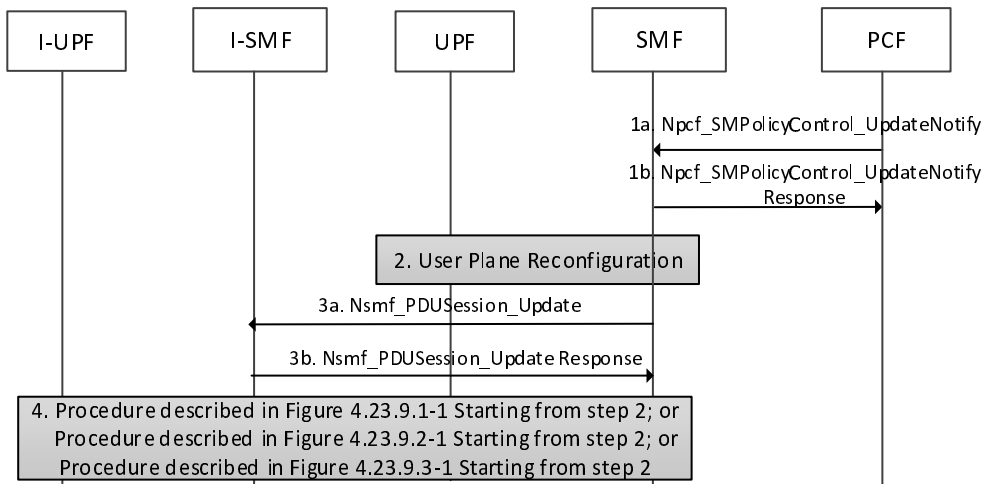 I-UPF
I-SMF
UPF
SMF
PCF
1a. Npcf_SMPolicyControl_UpdateNotify
1b. Npcf_SMPolicyControl_UpdateNotify
Response
2. User Plane Reconfiguration
3a. Nsmf_PDUSession_Update
3b. Nsmf_PDUSession_Update Response
4. Procedure described in Figure 4.23.9.1-1 Starting from step 2; or
Procedure described in Figure 4.23.9.2-1 Starting from step 2; or
Procedure described in Figure 4.23.9.3-1 Starting from step 2